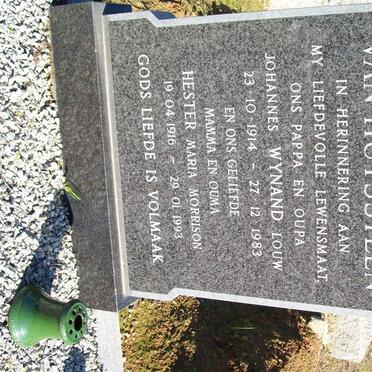 VAN HUYSSTEEN
IN HERINNERING AAN
MY LIEFDEVOLLE LEWENSMAAT,
ONS PAPPA EN OUPA
JOHANNES WYNAND LOUW
23·10·1914 – 27·12·1983
EN ONS GELIEFDE
MAMMA EN OUMA
HESTER MARIA MORRISON
19·04·1916 – 29·01·1993
GODS LIEFDE IS VOLMAAK